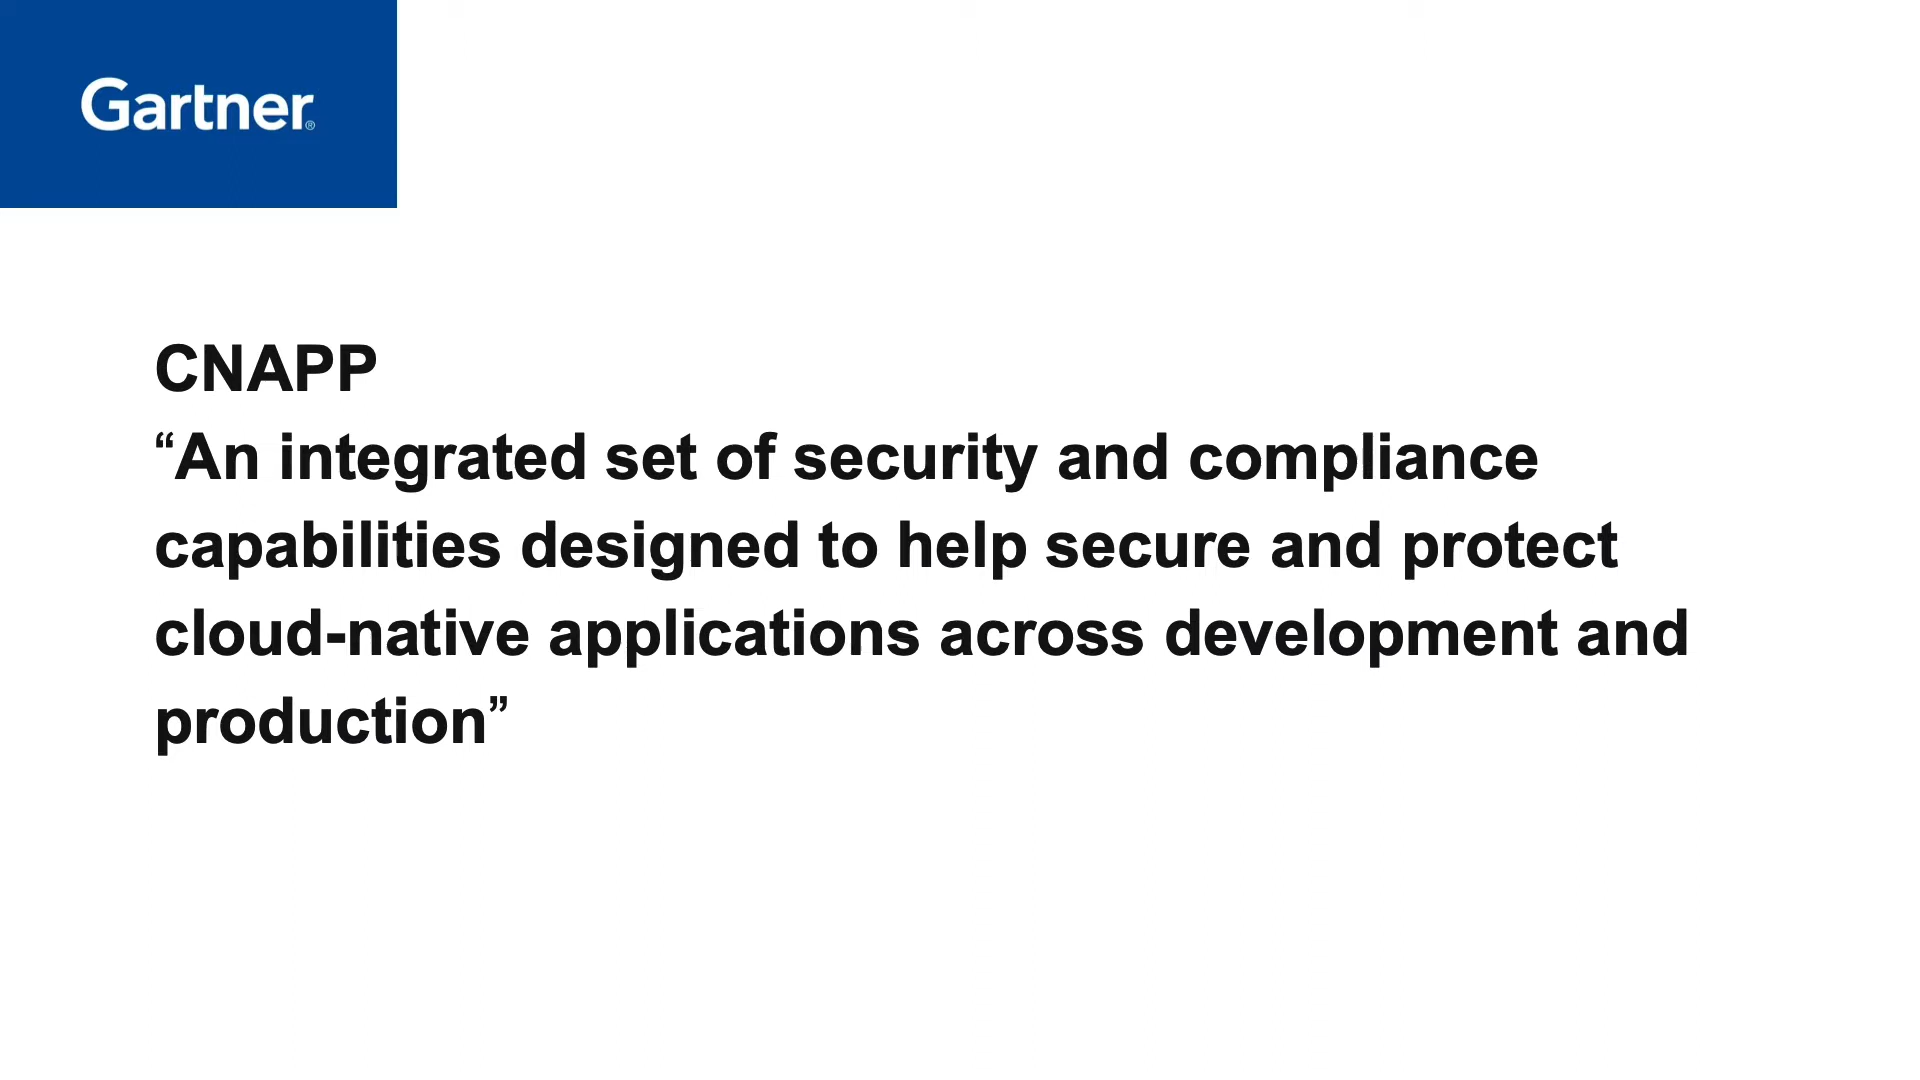 Gartner®
CNAPP
“An integrated set of security and compliance
capabilities designed to help secure and protect
cloud-native applications across development and
production”